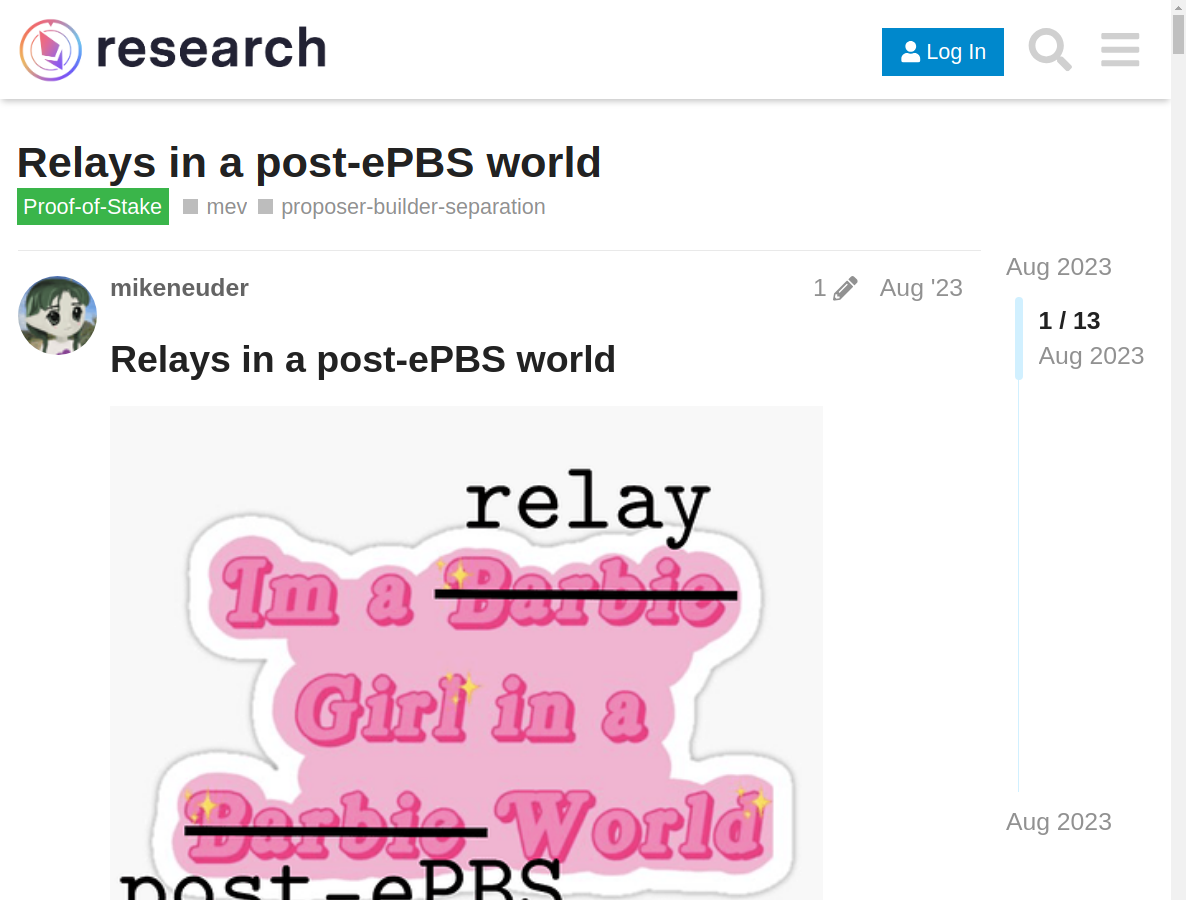 research
Log In
Relays in a post-ePBS world
Proof-of-Stake mev proposer-builder-separation
mikeneuder 1 Aug '23
Relays in a post-ePBS world
relay
Im a Barbie
Girl in a
Barbie World
post-ePBS
Aug 2023
1 / 13
Aug 2023
Aug 2023